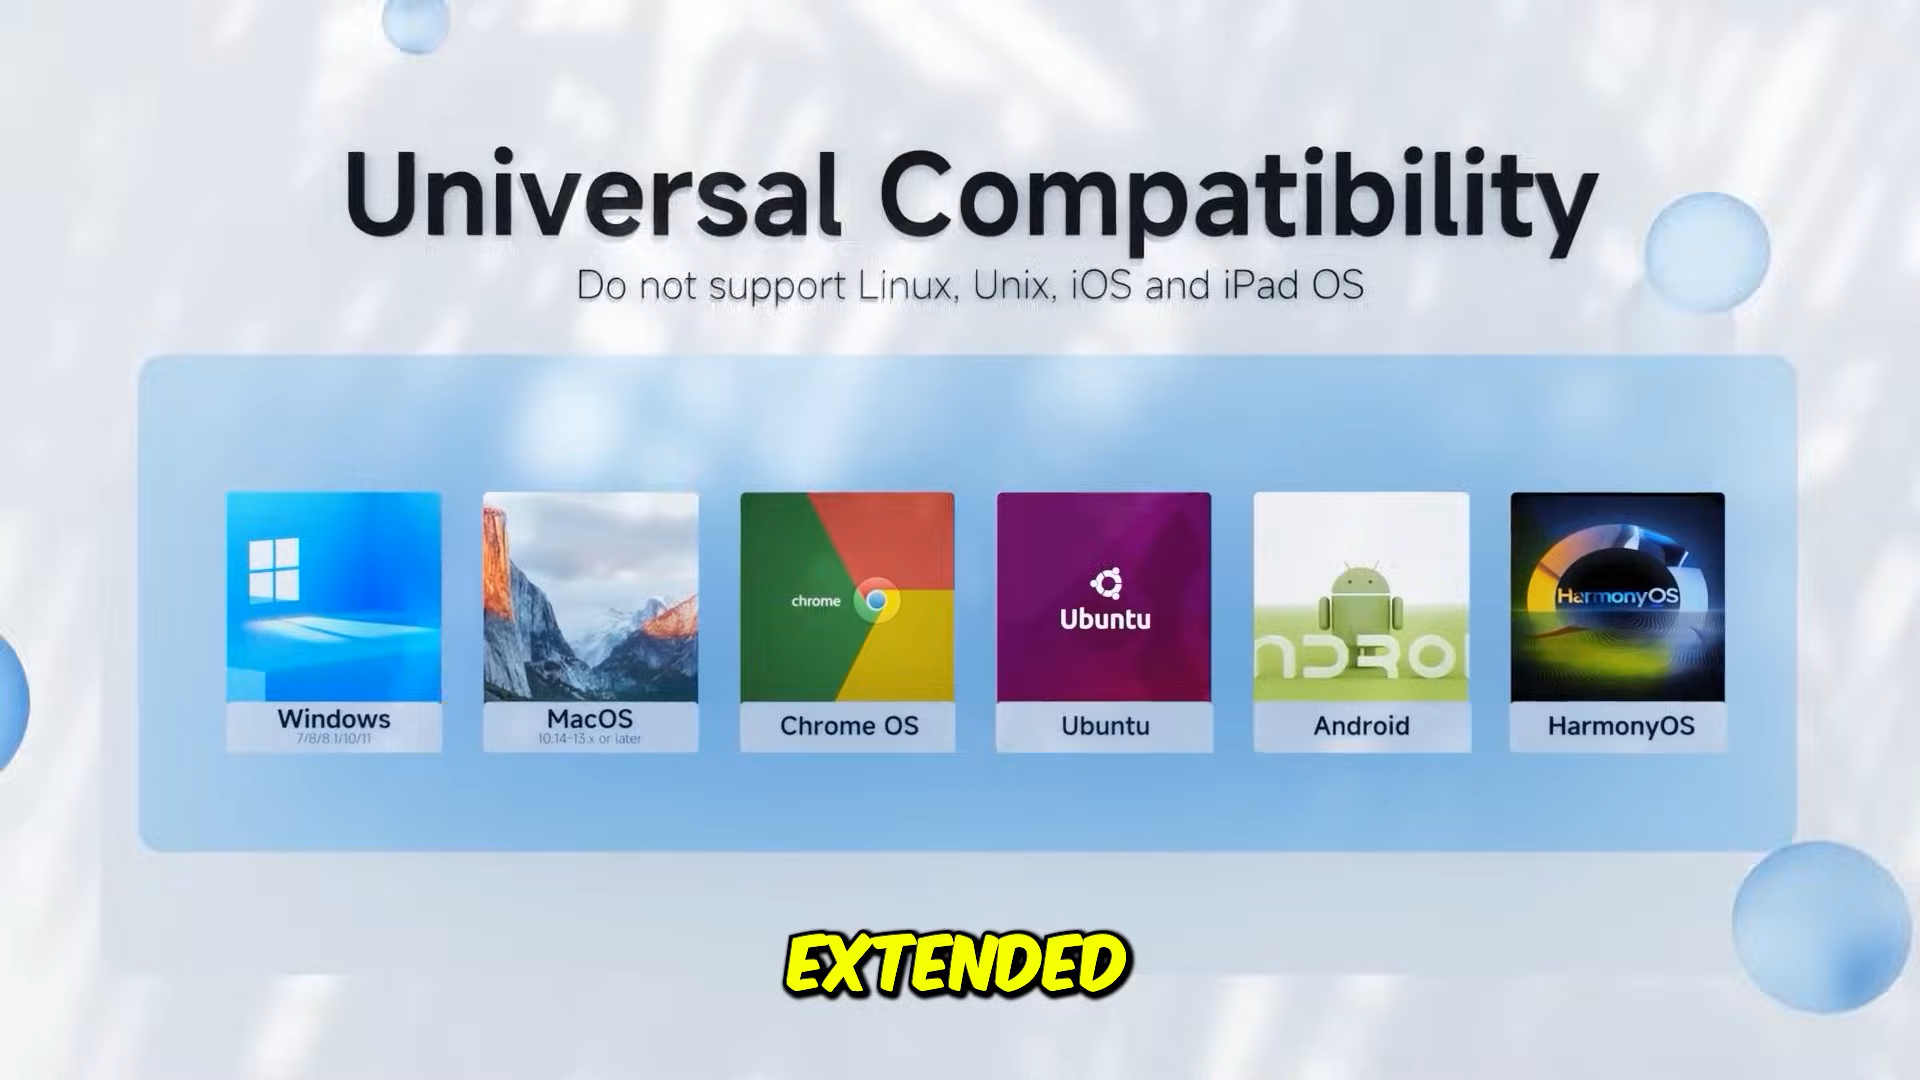 Universal Compatibility
Do not support Linux, Unix, iOS and iPad OS
chrome
Ubuntu
NDROI
HarmonyOS
Windows
7/8/8.1/10/11
MacOS
10.14-13.x or later
Chrome OS
Ubuntu
Android
HarmonyOS
EXTENDED